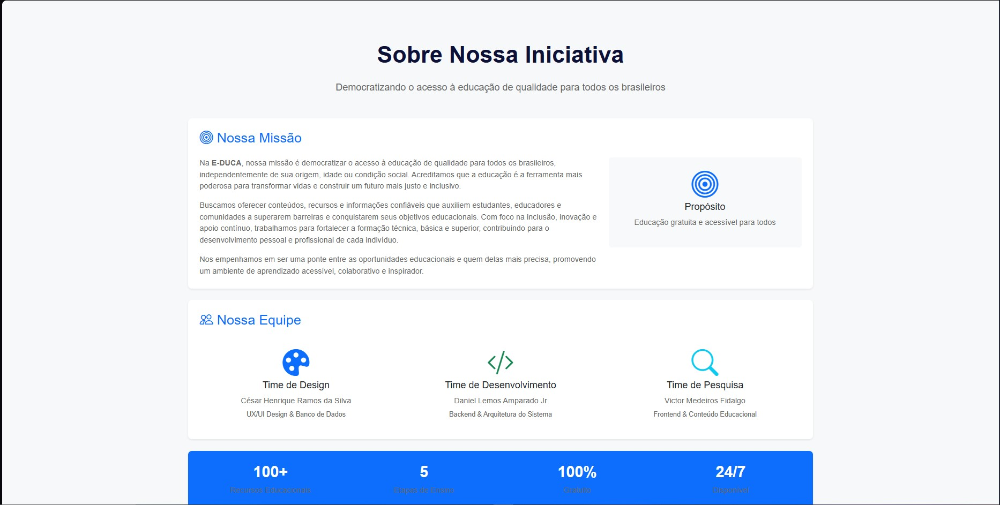 Sobre Nossa Iniciativa
Democratizando o acesso à educação de qualidade para todos os brasileiros
Nossa Missão
Na E-DUCA, nossa missão é democratizar o acesso à educação de qualidade para todos os brasileiros,
independentemente de sua origem, idade ou condição social. Acreditamos que a educação é a ferramenta mais
poderosa para transformar vidas e construir um futuro mais justo e inclusivo.
Buscamos oferecer conteúdos, recursos e informações confiáveis que auxiliem estudantes, educadores e
comunidades a superarem barreiras e conquistarem seus objetivos educacionais. Com foco na inclusão, inovação e
apoio contínuo, trabalhamos para fortalecer a formação técnica, básica e superior, contribuindo para o
desenvolvimento pessoal e profissional de cada indivíduo.
Nos empenhamos em ser uma ponte entre as oportunidades educacionais e quem delas mais precisa, promovendo
um ambiente de aprendizado acessível, colaborativo e inspirador.
Propósito
Educação gratuita e acessível para todos
Nossa Equipe
Time de Design
César Henrique Ramos da Silva
UX/UI Design & Banco de Dados
Time de Desenvolvimento
Daniel Lemos Amparado Jr
Backend & Arquitetura do Sistema
Time de Pesquisa
Victor Medeiros Fidalgo
Frontend & Conteúdo Educacional
100+
Recursos Educacionais
5
Etapas de Ensino
100%
Gratuito
24/7
Disponível